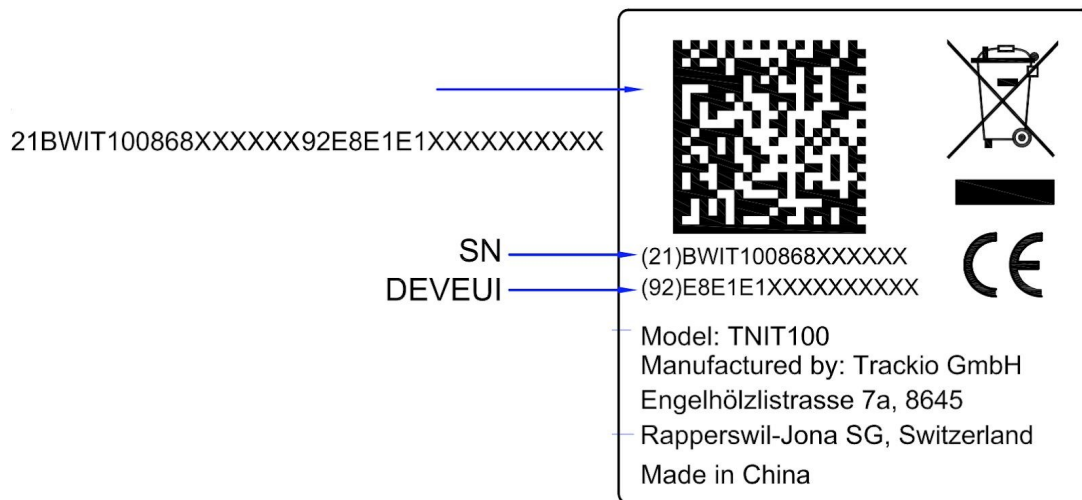 21BWIT100868XXXXXX92E8E1E1XXXXXXXXXX
SN
(21)BWIT100868XXXXXX
DEVEUI
(92)E8E1E1XXXXXXXXXX
CE
Model: TNIT100
Manufactured by: Trackio GmbH
Engelhölzlistrasse 7a, 8645
Rapperswil-Jona SG, Switzerland
Made in China